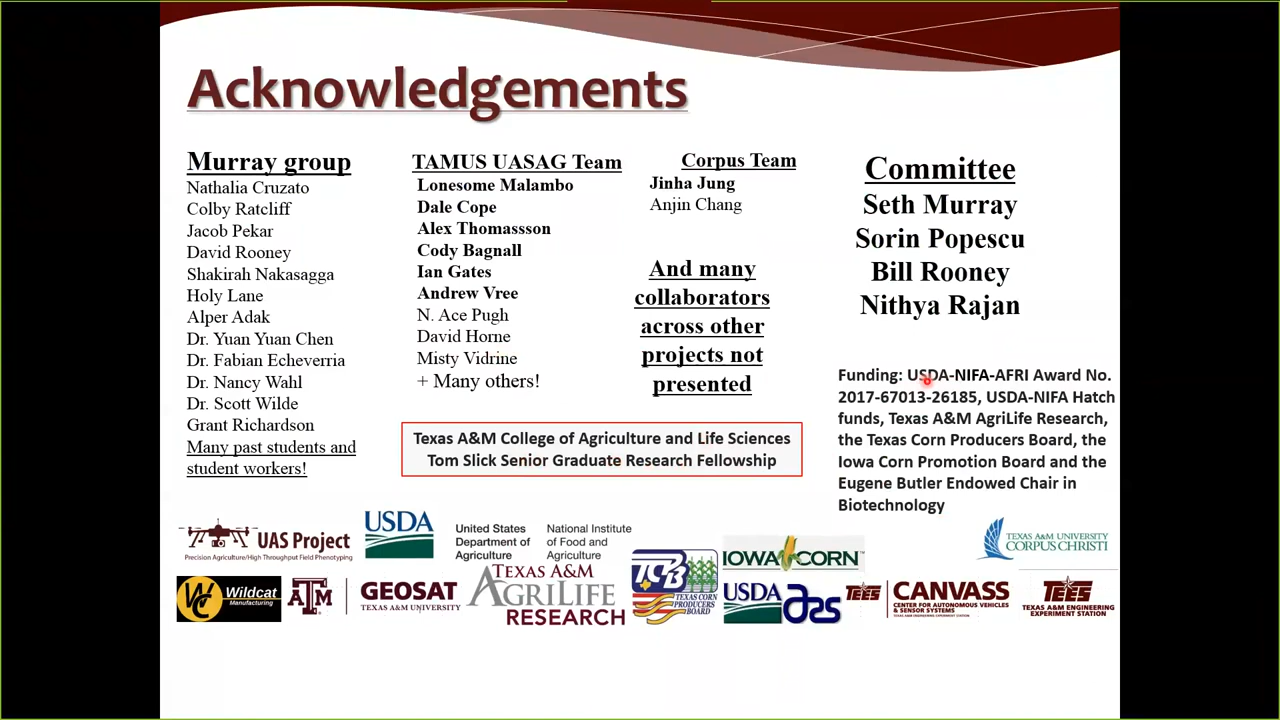 Acknowledgements
Murray group
Nathalia Cruzato
Colby Ratcliff
Jacob Pekar
David Rooney
Shakirah Nakasagga
Holy Lane
Alper Adak
Dr. Yuan Yuan Chen
Dr. Fabian Echeverria
Dr. Nancy Wahl
Dr. Scott Wilde
Grant Richardson
Many past students and
student workers!
TAMUS UASAG Team
Lonesome Malambo
Dale Cope
Alex Thomassson
Cody Bagnall
Ian Gates
Andrew Vree
N. Ace Pugh
David Horne
Misty Vidrine
+ Many others!
Corpus Team
Jinha Jung
Anjin Chang
And many
collaborators
across other
projects not
presented
Committee
Seth Murray
Sorin Popescu
Bill Rooney
Nithya Rajan
Texas A&M College of Agriculture and Life Sciences
Tom Slick Senior Graduate Research Fellowship
Funding: USDA-NIFA-AFRI Award No.
2017-67013-26185, USDA-NIFA Hatch
funds, Texas A&M AgriLife Research,
the Texas Corn Producers Board, the
Iowa Corn Promotion Board and the
Eugene Butler Endowed Chair in
Biotechnology
UAS Project
Precision Agriculture/High Throughput Field Phenotyping
USDA
United States
Department of
Agriculture
National Institute
of Food and
Agriculture
IOWA CORN
TEXAS A&M UNIVERSITY
CORPUS CHRISTI
WC Wildcat
Manufacturing
ATM
GEOSAT
TEXAS A&M UNIVERSITY
TEXAS A&M
AGRILIFE
RESEARCH
TCPB
TEXAS CORN
PRODUCERS
BOARD
USDA
ars
TEES
CANVASS
CENTER FOR AUTONOMOUS VEHICLES
& SENSOR SYSTEMS
TEXAS A&M ENGINEERING EXPERIMENT STATION
TEES
TEXAS A&M ENGINEERING
EXPERIMENT STATION